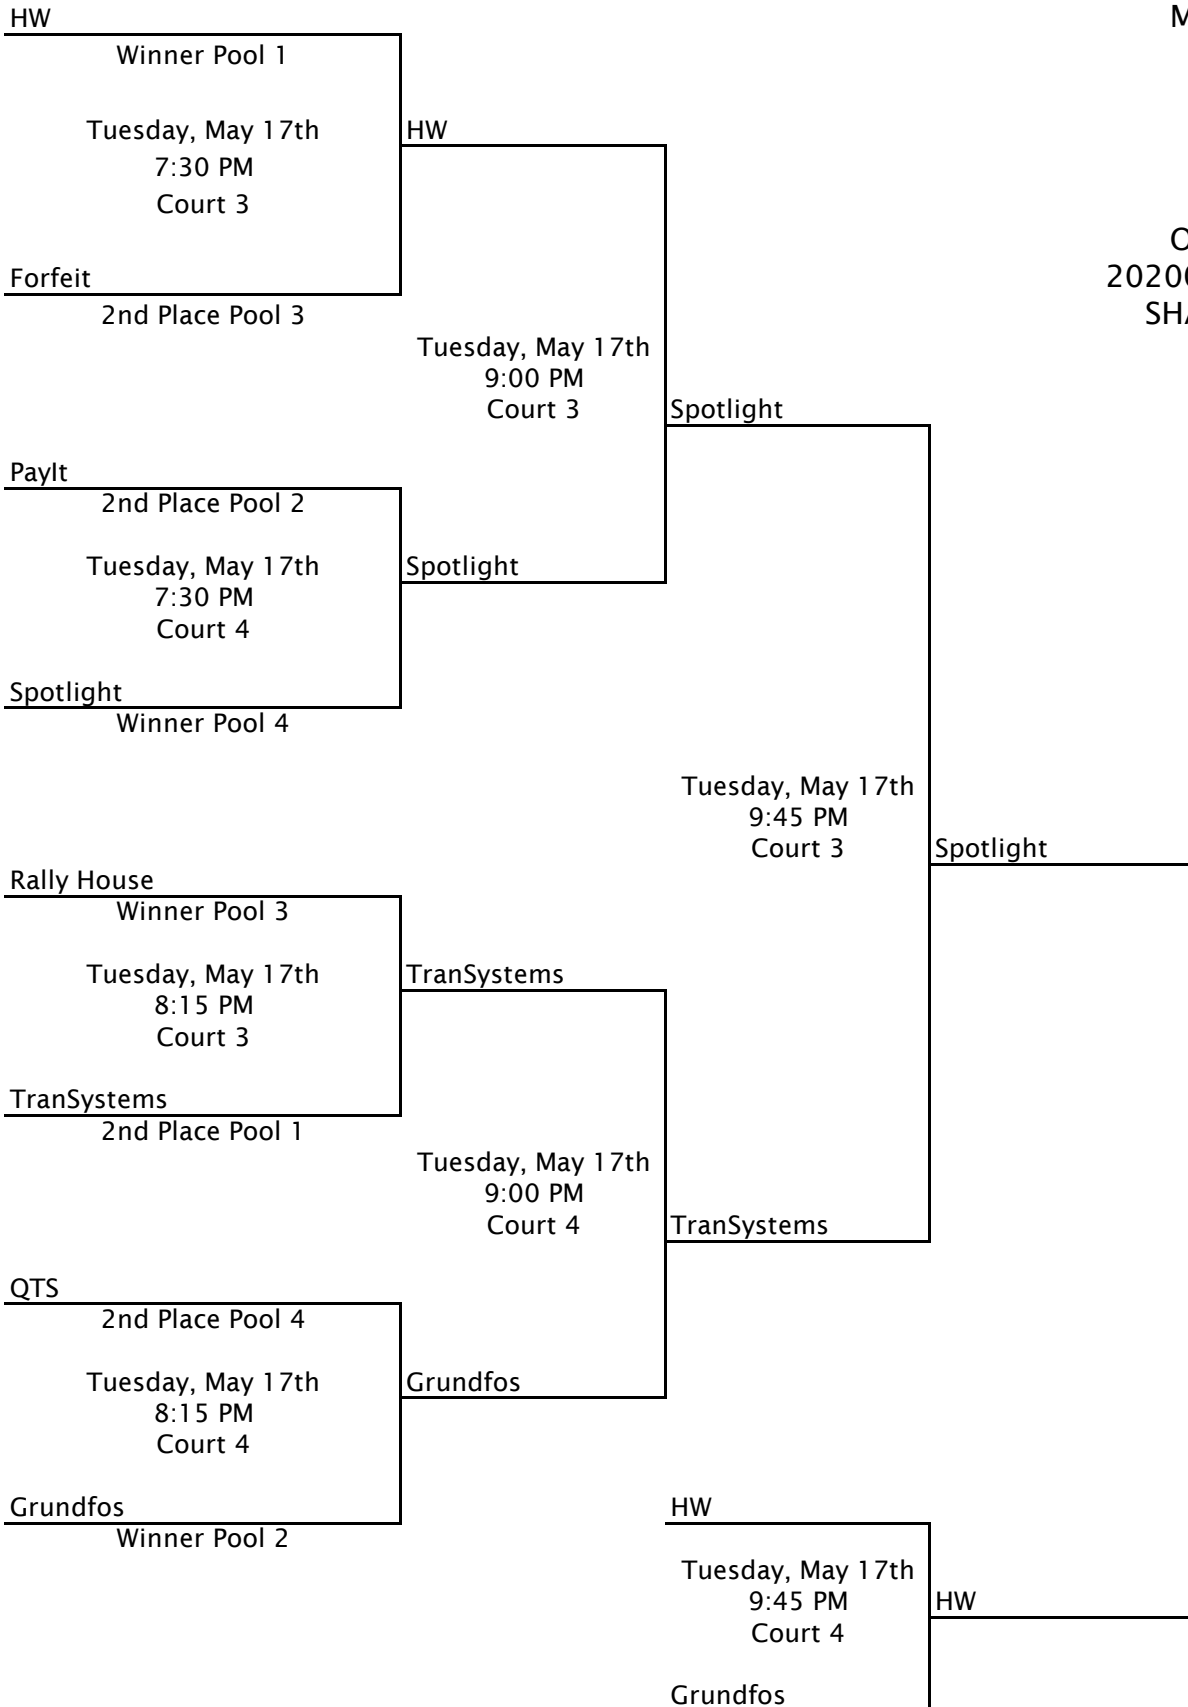 HW
Winner Pool 1
Tuesday, May 17th
7:30 PM
Court 3
HW
Forfeit
2nd Place Pool 3
Tuesday, May 17th
9:00 PM
Court 3
Spotlight
PayIt
2nd Place Pool 2
Tuesday, May 17th
7:30 PM
Court 4
Spotlight
Spotlight
Winner Pool 4
Tuesday, May 17th
9:45 PM
Court 3
Spotlight
Rally House
Winner Pool 3
Tuesday, May 17th
8:15 PM
Court 3
TranSystems
TranSystems
2nd Place Pool 1
Tuesday, May 17th
9:00 PM
Court 4
TranSystems
QTS
2nd Place Pool 4
Tuesday, May 17th
8:15 PM
Court 4
Grundfos
Grundfos
Winner Pool 2
HW
Tuesday, May 17th
9:45 PM
Court 4
HW
Grundfos